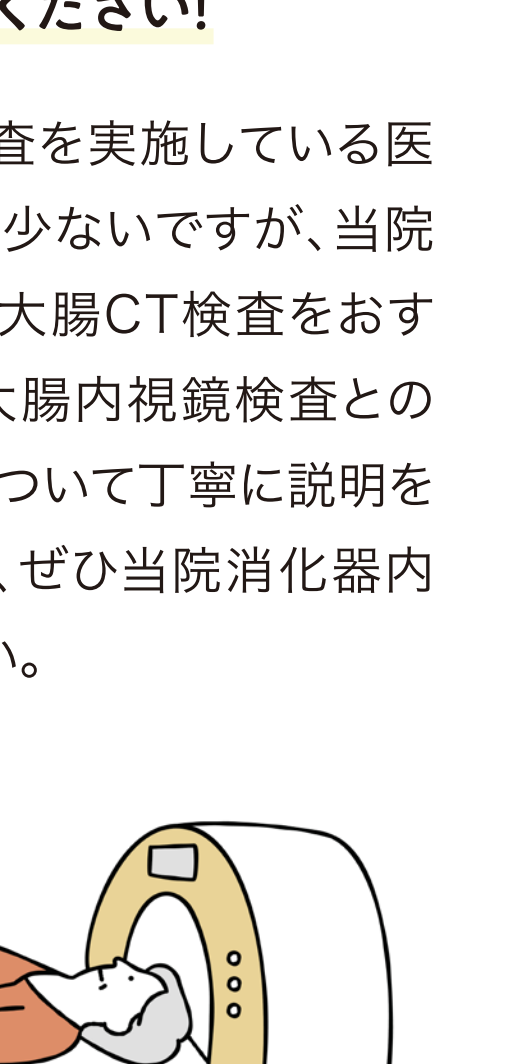 ください!
査を実施している医
少ないですが、当院
大腸CT検査をおす
大腸内視鏡検査との
ついて丁寧に説明を
、ぜひ当院消化器内
い。